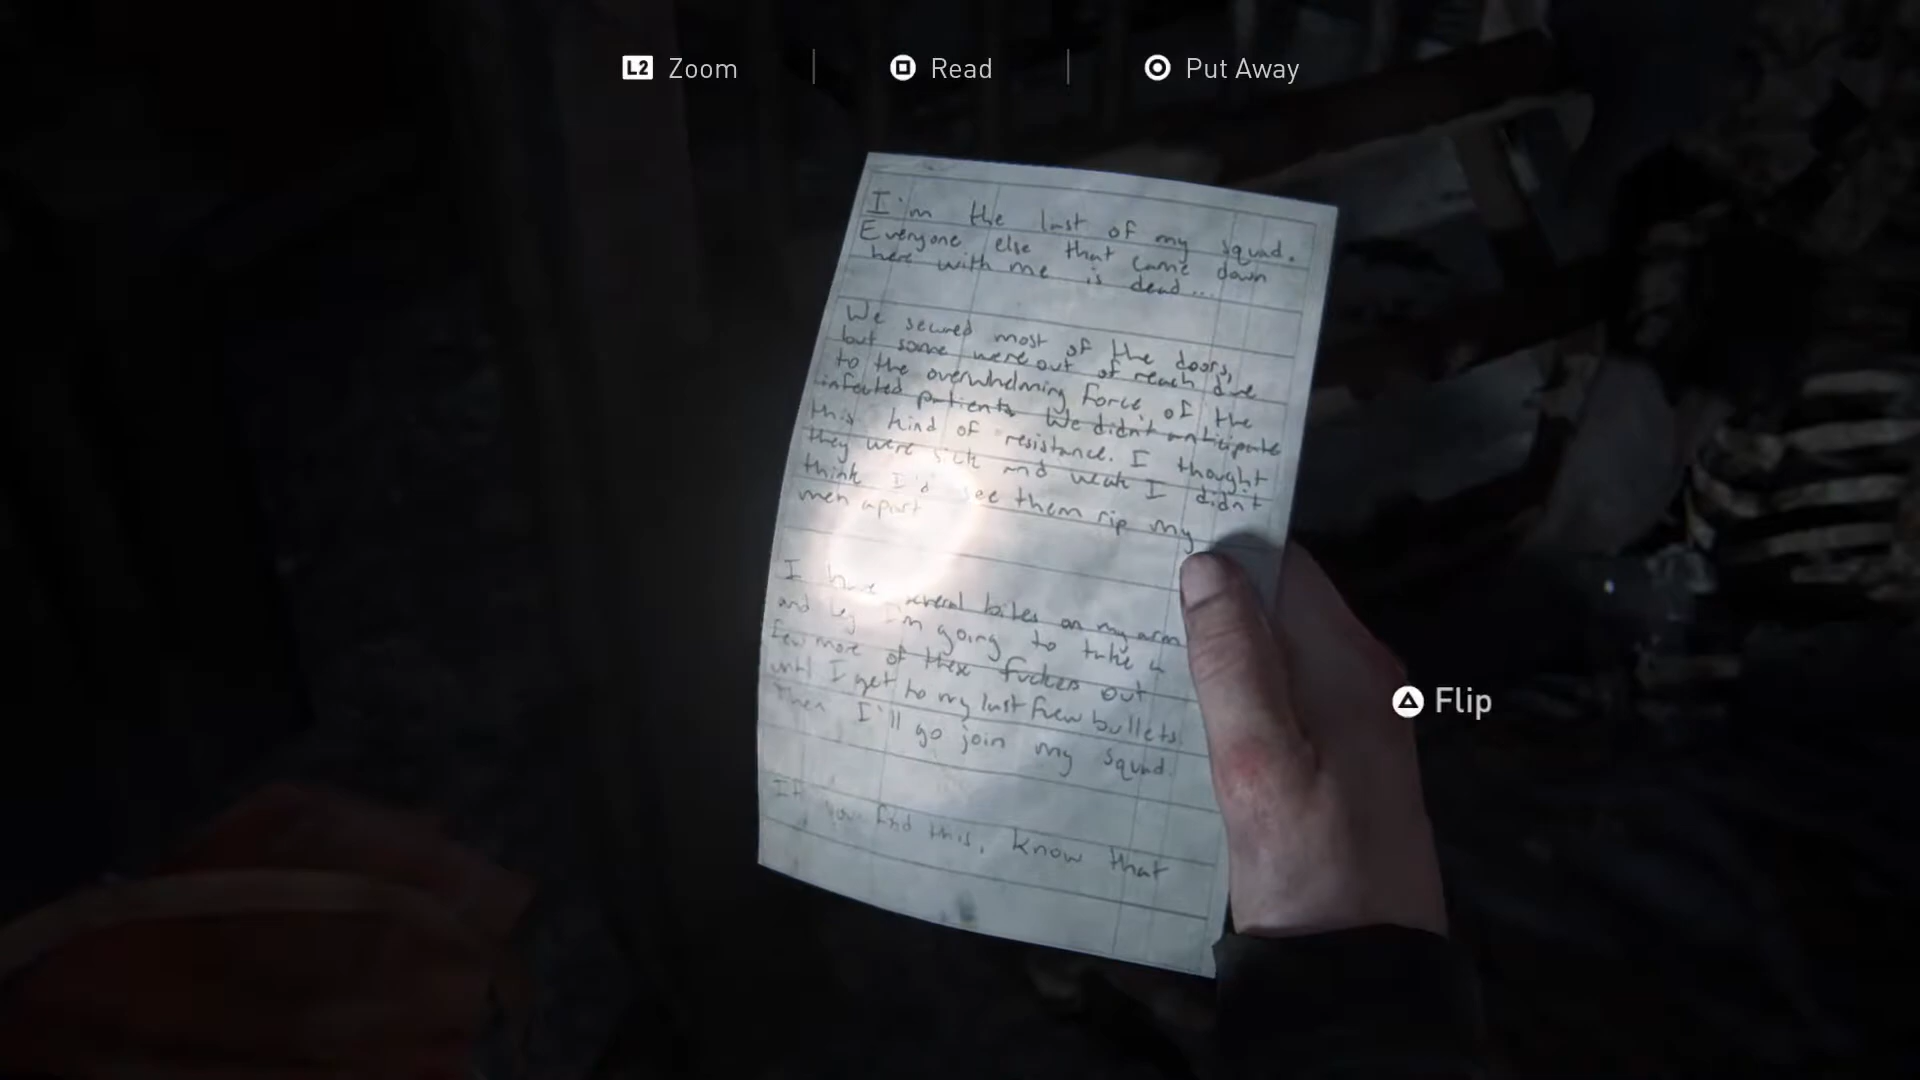 L2 Zoom | Read | Put Away
I'm the last of my squad.
Everyone else that came down
here with me is dead...
We secured most of the doors,
but some were out of reach due
to the overwhelming force of the
infected patients We didn't anticipate
this kind of resistance. I thought
they were sick and weak I didn't
think I'd see them rip my
men apart
I have several bites on my arm
and leg I'm going to take a
few more of these fuckers out
until I get to my last few bullets.
Then I'll go join my squad.
If you find this, know that
Flip